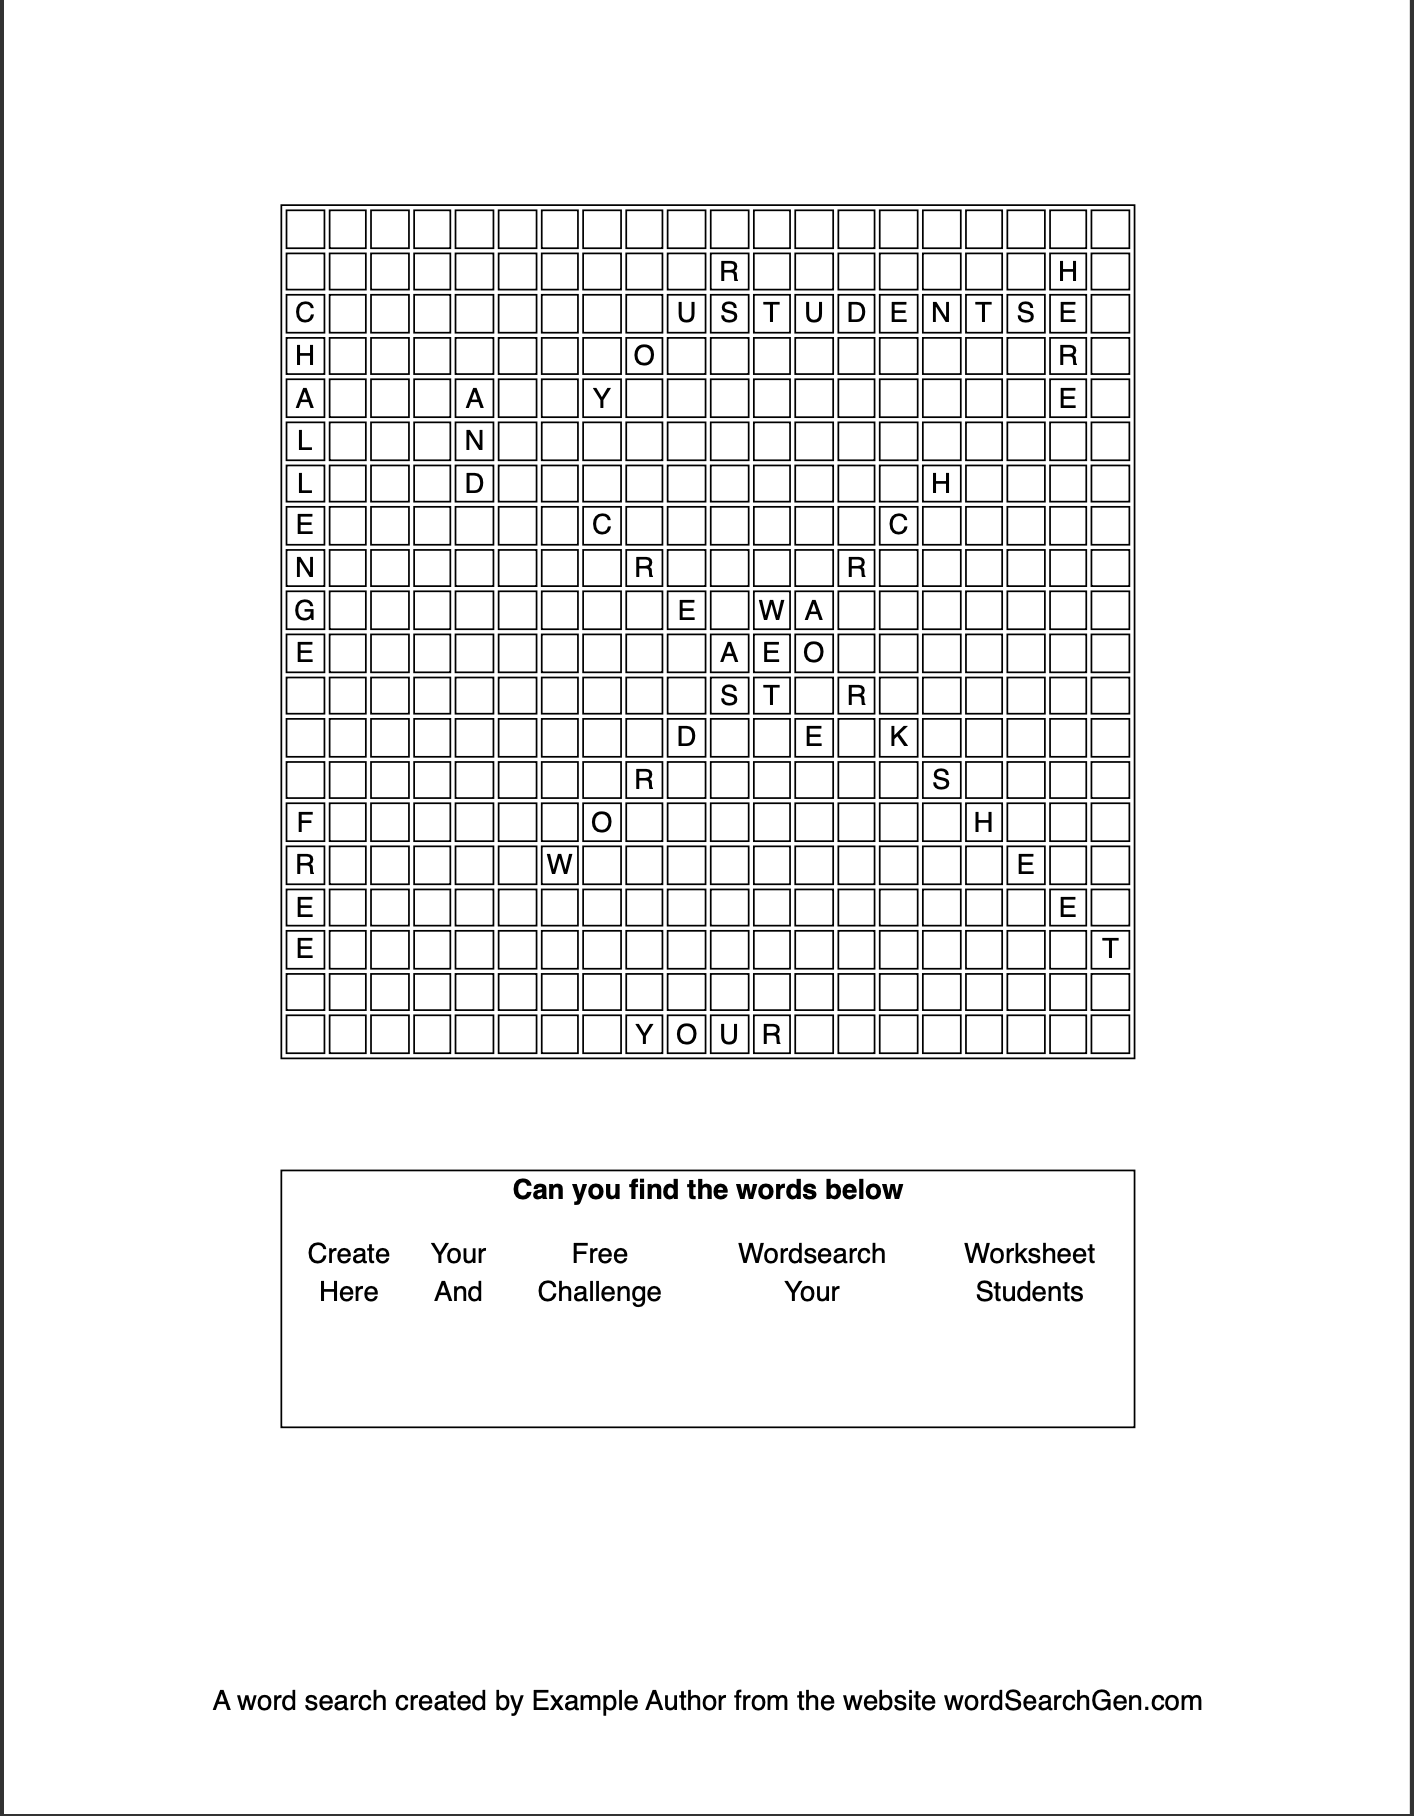 R H
C U S T U D E N T S E
H O R
A A Y E
L N
L D H
E C C
N R R
G E W A
E A E O
S T R
D E K
R S
F O H
R W E
E E
E T
Y O U R
Can you find the words below
Create Your Free Wordsearch Worksheet
Here And Challenge Your Students
A word search created by Example Author from the website wordSearchGen.com